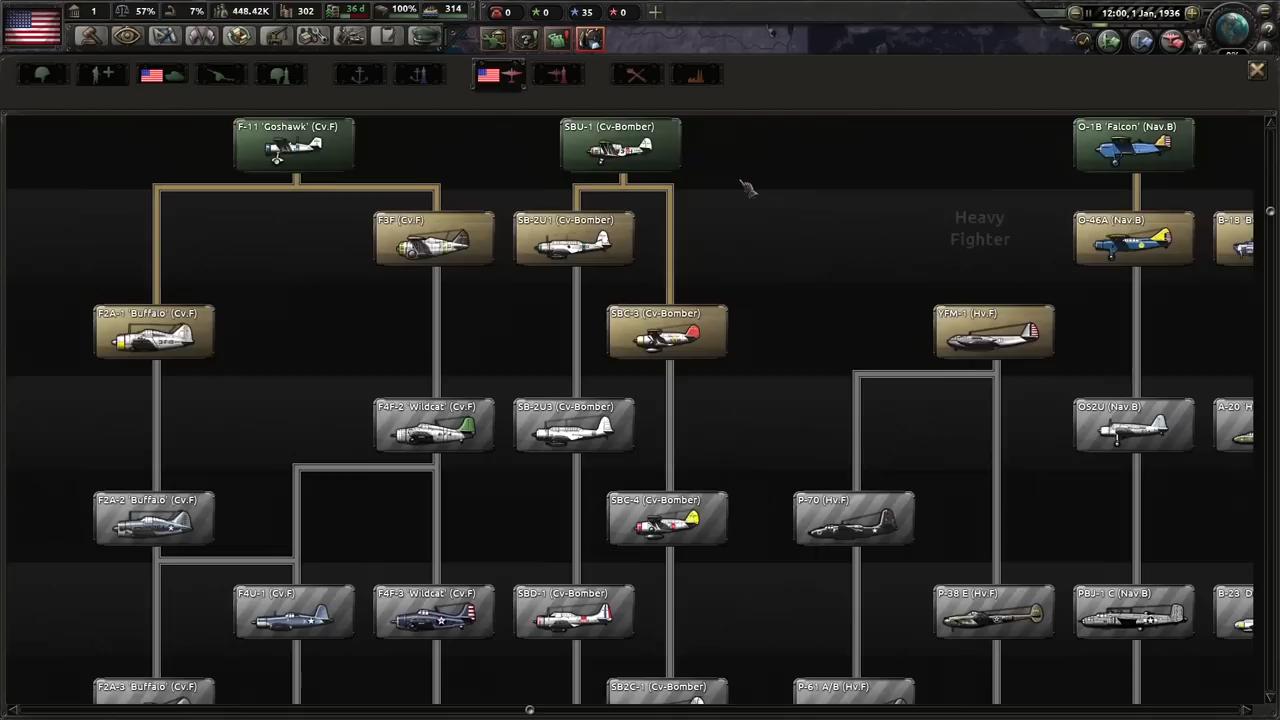 1 57% 7% 448.42K 302 36 d 100% 314 0 0 35 0 12:00, 1 Jan, 1936
F-11 'Goshawk' (Cv.F) SBU-1 (Cv-Bomber) O-1B 'Falcon' (Nav.B)
F3F (Cv.F) SB-2U1 (Cv-Bomber) Heavy O-46A (Nav.B) B-18 'B
Fighter
F2A-1 'Buffalo' (Cv.F) SBC-3 (Cv-Bomber) YFM-1 (Hv.F)
F4F-2 'Wildcat' (Cv.F) SB-2U3 (Cv-Bomber) OS2U (Nav.B) A-20 'H
F2A-2 'Buffalo' (Cv.F) SBC-4 (Cv-Bomber) P-70 (Hv.F)
F4U-1 (Cv.F) F4F-3 'Wildcat' (Cv.F) SBD-1 (Cv-Bomber) P-38 E (Hv.F) PBJ-1 C (Nav.B) B-23 D
F2A-3 'Buffalo' (Cv.F) SB2C-1 (Cv-Bomber) P-61 A/B (Hv.F)